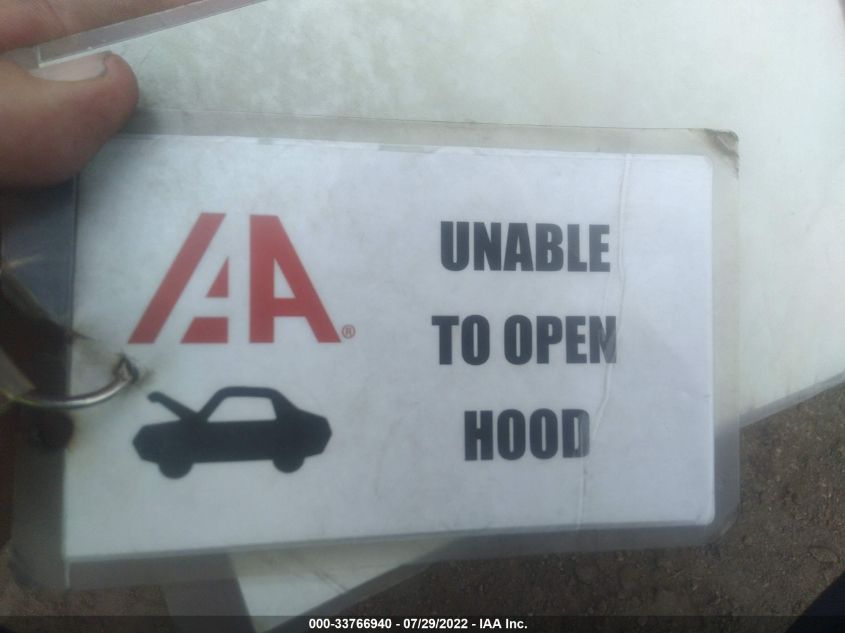 IAA®
UNABLE
TO OPEN
HOOD
000-33766940 - 07/29/2022 - IAA Inc.